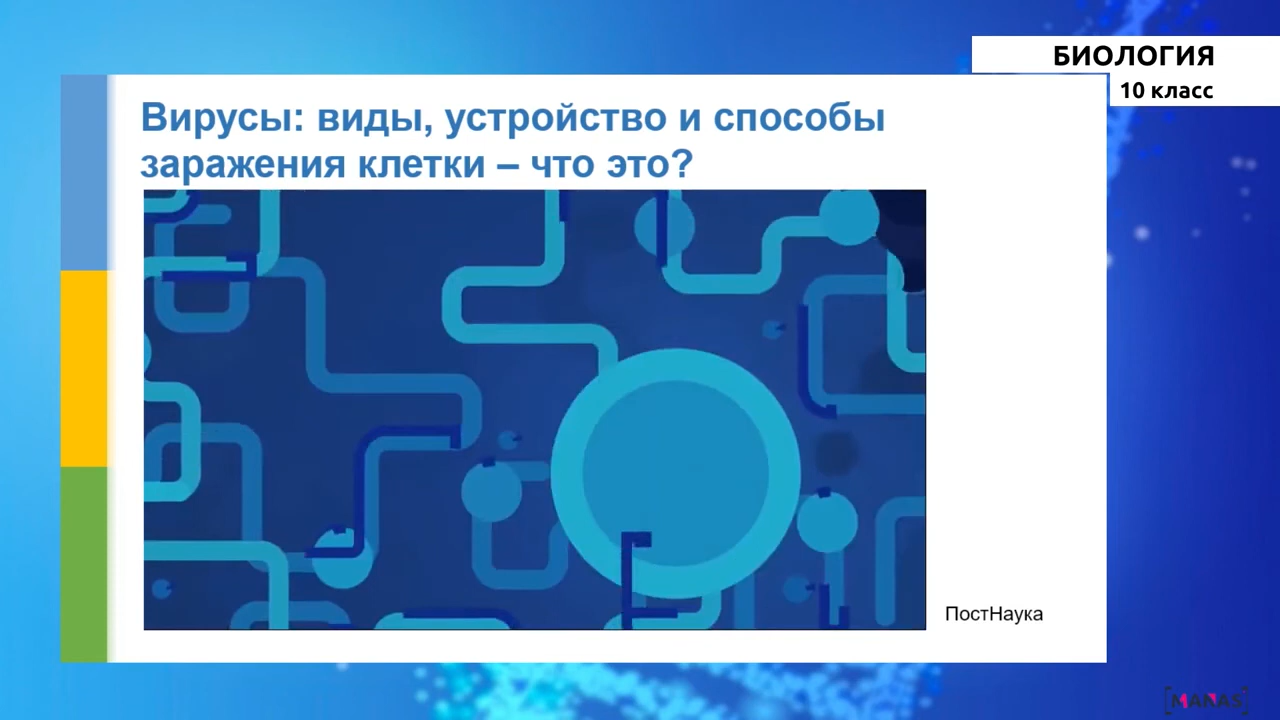 БИОЛОГИЯ
10 класс
Вирусы: виды, устройство и способы
заражения клетки – что это?
ПостНаука
MANAS